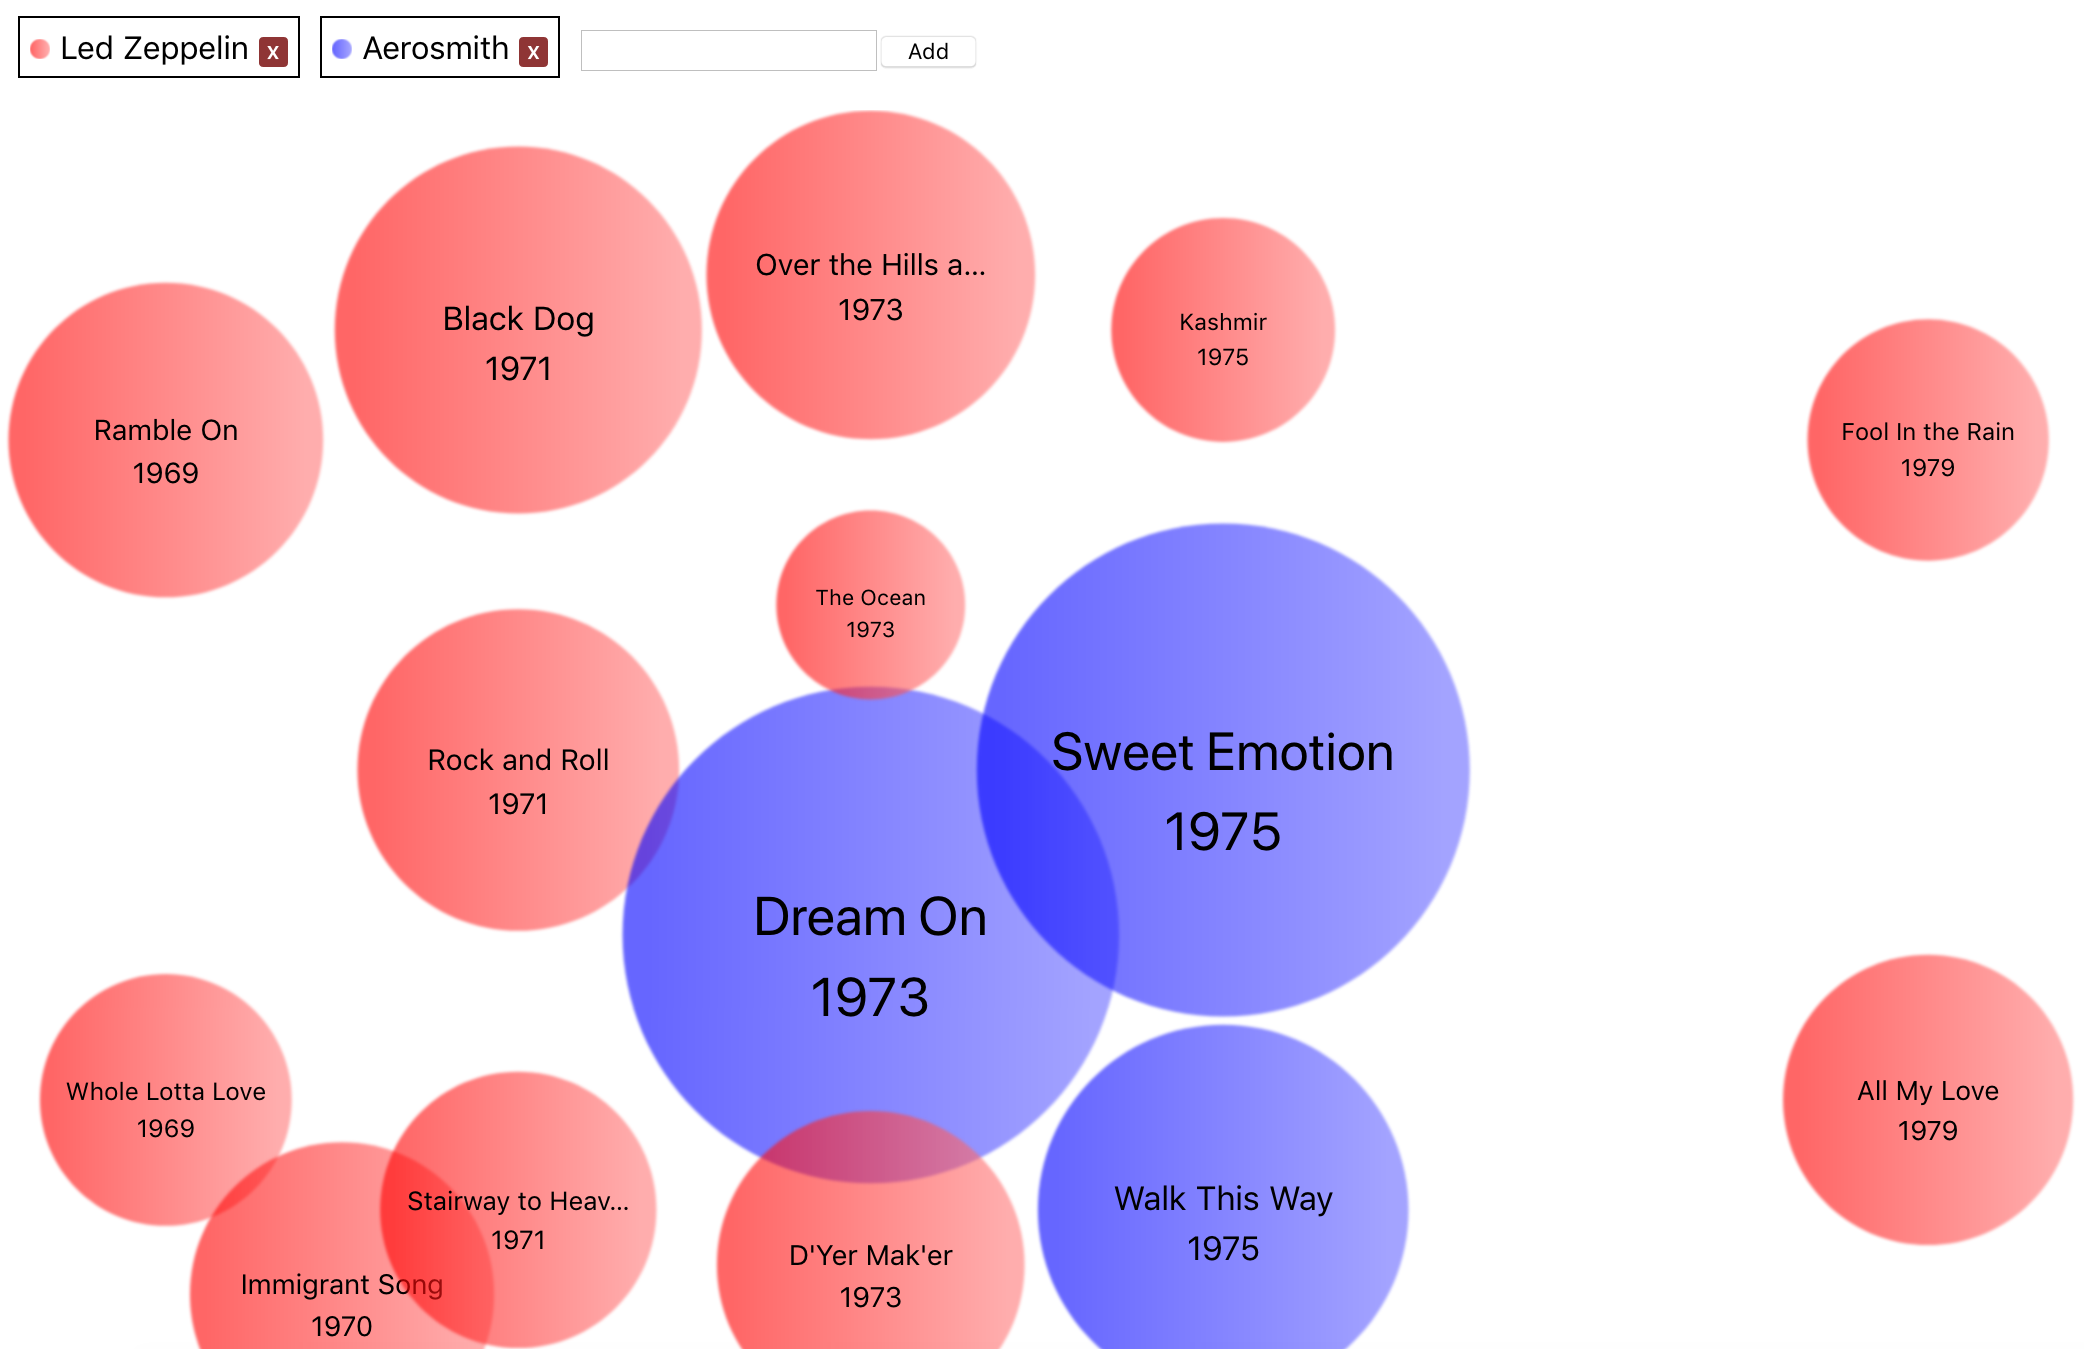 Led Zeppelin x
Aerosmith x
Add
Over the Hills a...
1973
Black Dog
1971
Kashmir
1975
Ramble On
1969
Fool In the Rain
1979
The Ocean
1973
Sweet Emotion
1975
Rock and Roll
1971
Dream On
1973
Whole Lotta Love
1969
All My Love
1979
Stairway to Heav...
1971
Walk This Way
1975
D'Yer Mak'er
1973
Immigrant Song
1970